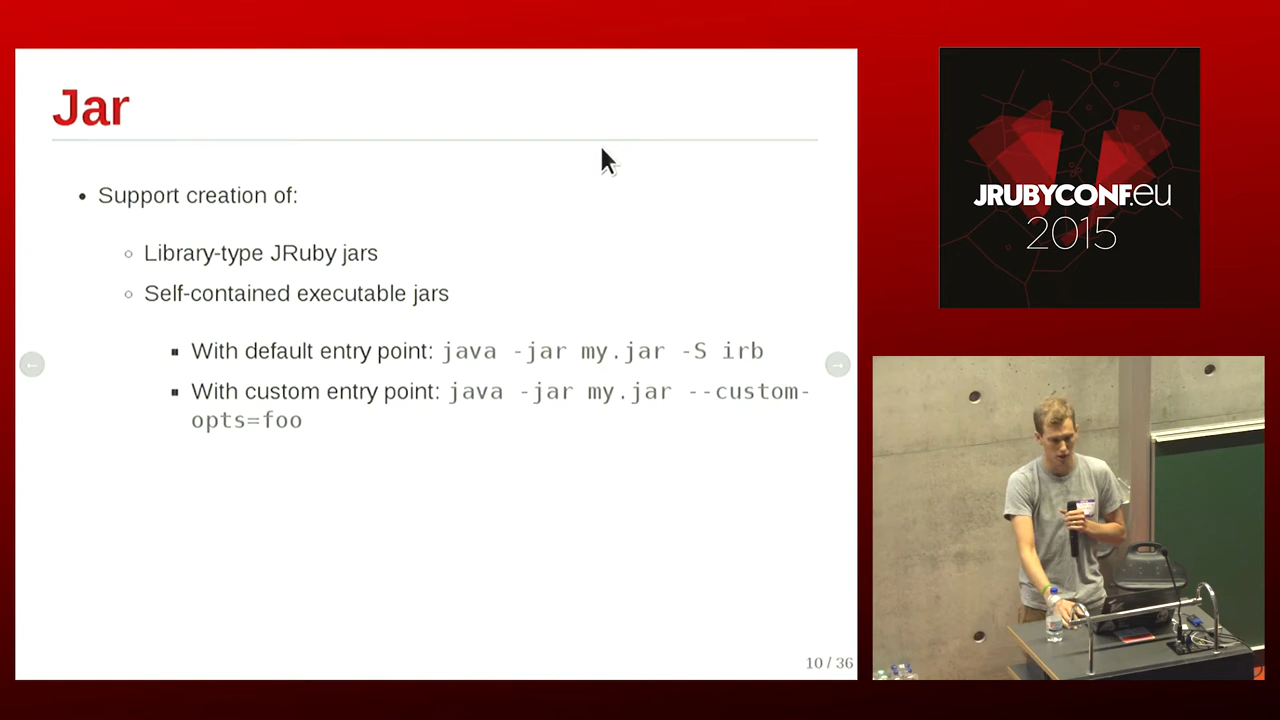 Jar
• Support creation of:
○ Library-type JRuby jars
○ Self-contained executable jars
▪ With default entry point: java -jar my.jar -S irb
▪ With custom entry point: java -jar my.jar --custom-
opts=foo
←
→
10 / 36
JRUBYCONF.eu
2015